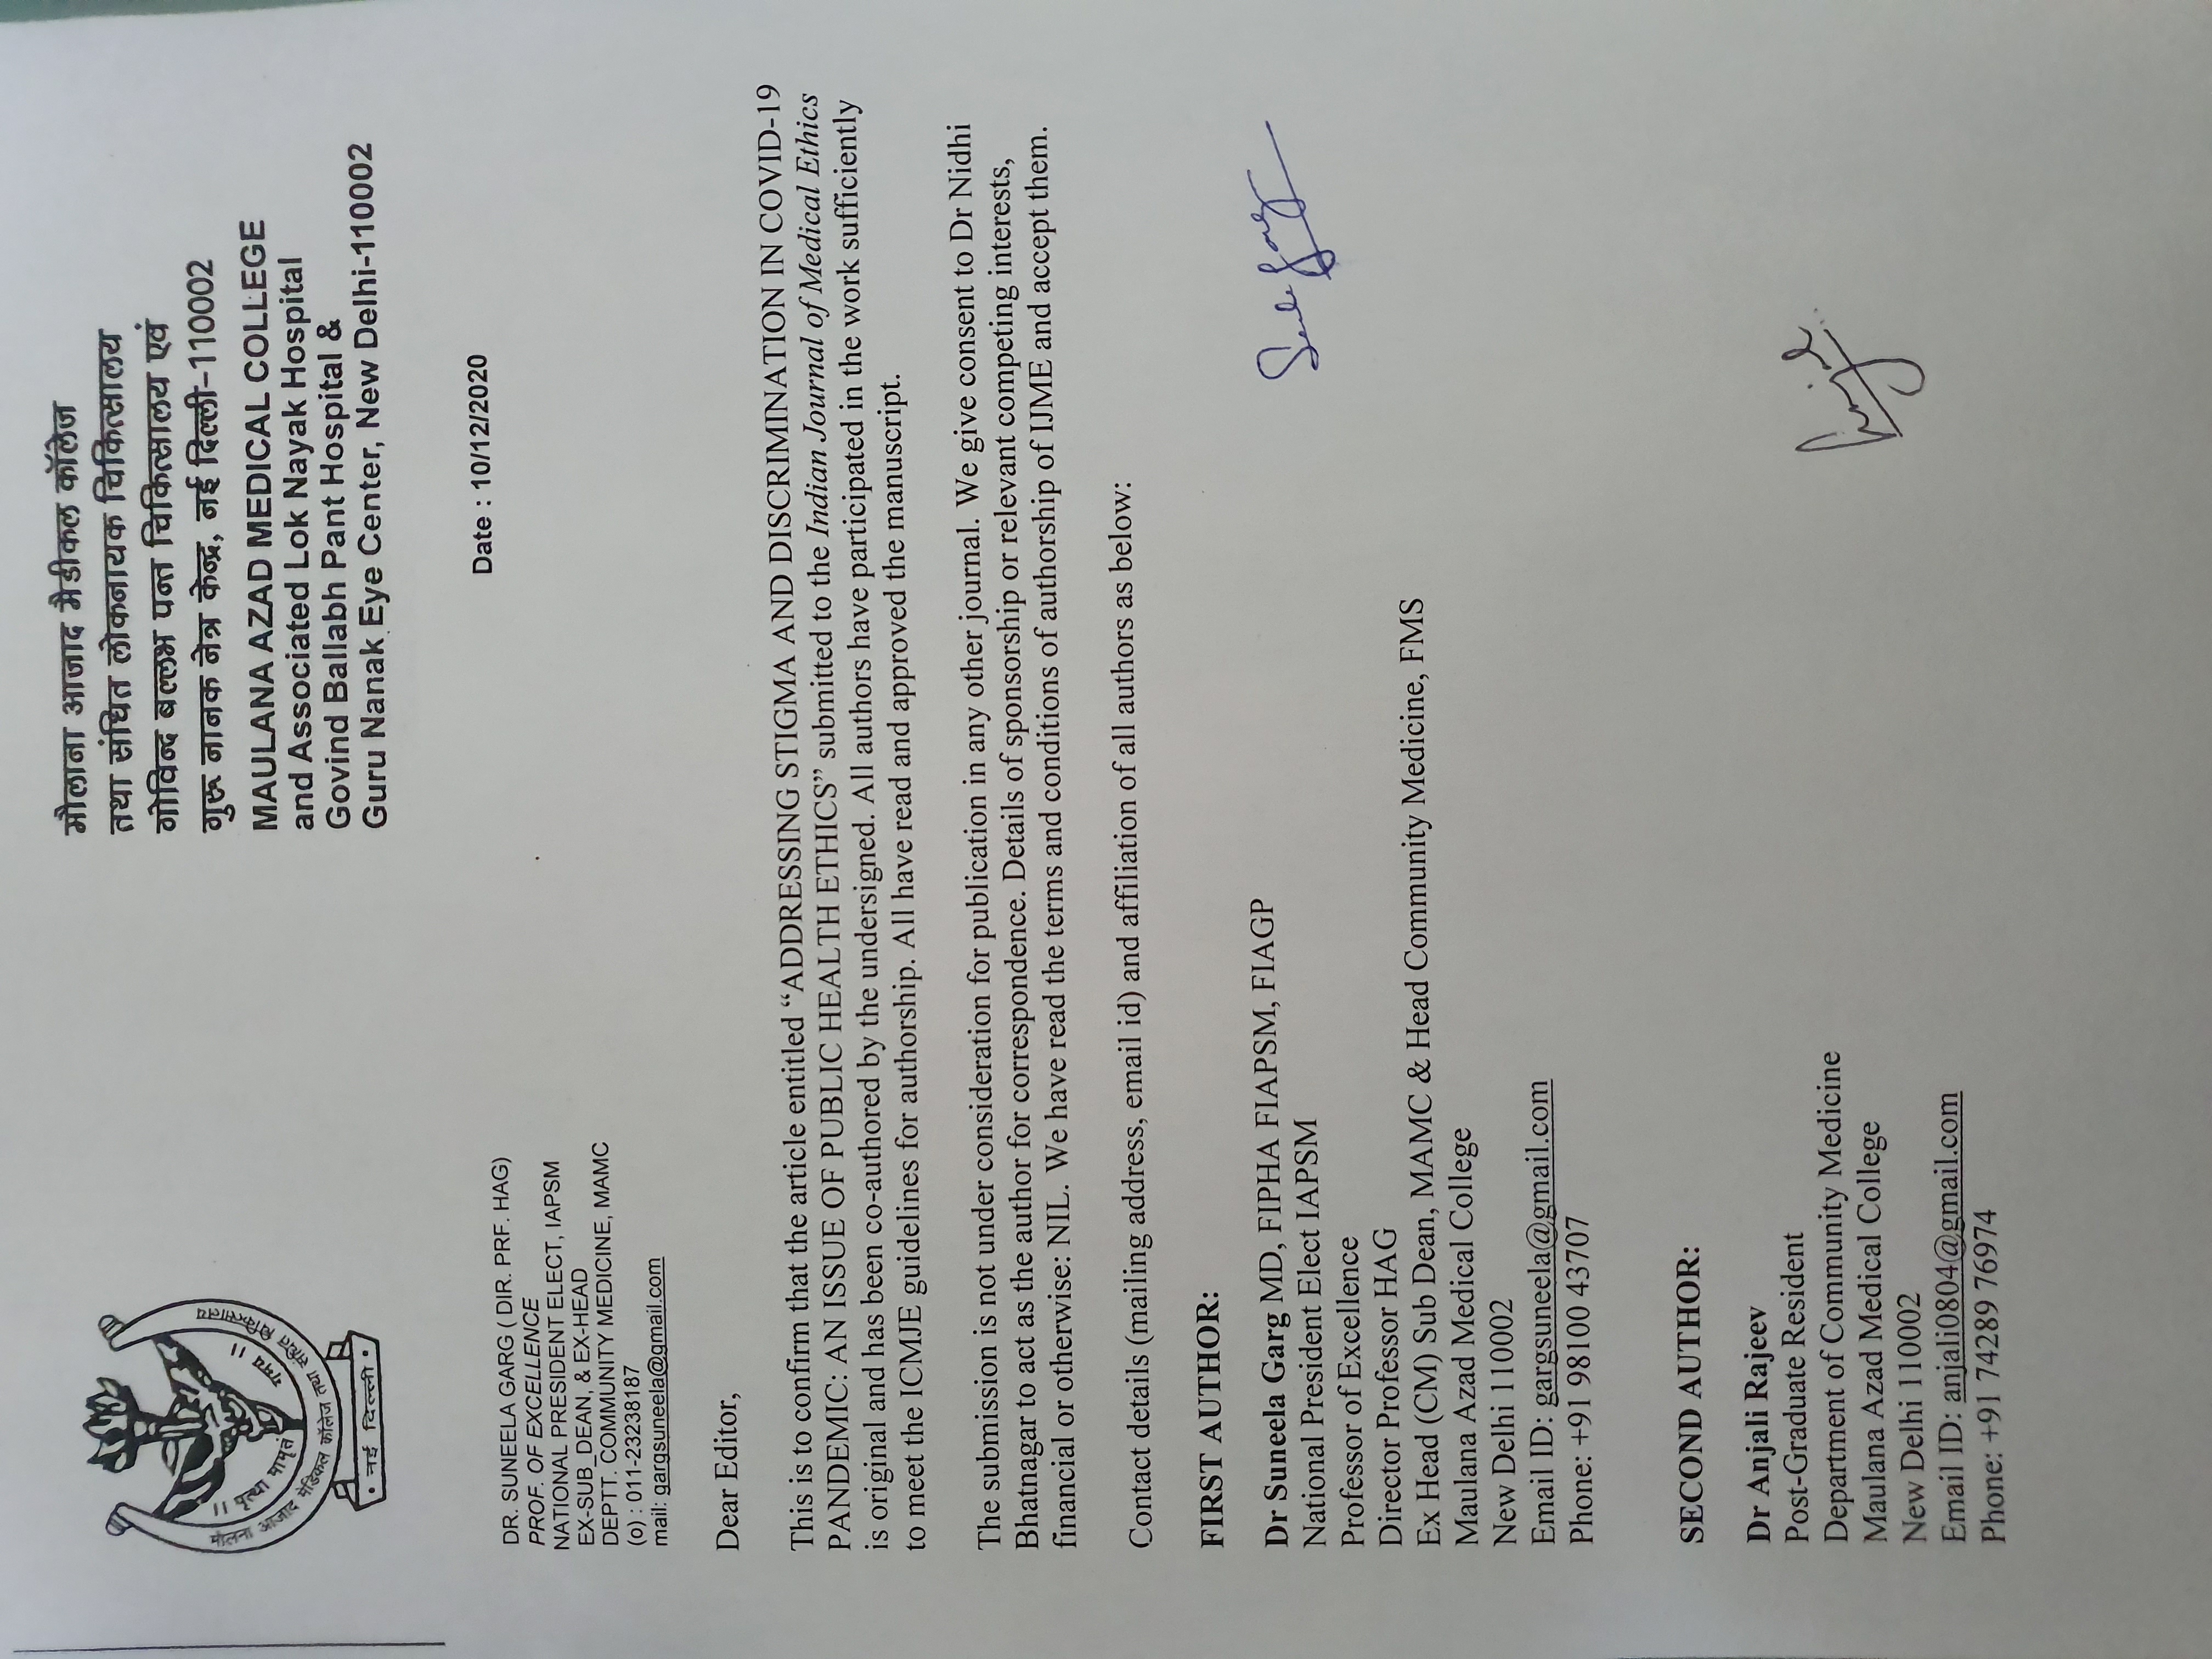 मौलाना आजाद मैडीकल कॉलेज
तथा संधित लोकनायक चिकित्सालय
गोविन्द बल्लभ पन्त चिकित्सालय एवं
गुरू नानक नेत्र केन्द्र, नई दिल्ली-110002
MAULANA AZAD MEDICAL COLLEGE
and Associated Lok Nayak Hospital
Govind Ballabh Pant Hospital &
Guru Nanak Eye Center, New Delhi-110002
गमय ॥
मेडिकल कॉलेज तथा संधित चिकित्सालय
• नई दिल्ली •
Date : 10/12/2020
DR. SUNEELA GARG ( DIR. PRF. HAG)
PROF. OF EXCELLENCE
NATIONAL PRESIDENT ELECT, IAPSM
EX-SUB_DEAN, & EX-HEAD
DEPTT. COMMUNITY MEDICINE, MAMC
(o) : 011-23238187
mail: gargsuneela@gmail.com
Dear Editor,
This is to confirm that the article entitled “ADDRESSING STIGMA AND DISCRIMINATION IN COVID-19
PANDEMIC: AN ISSUE OF PUBLIC HEALTH ETHICS” submitted to the Indian Journal of Medical Ethics
is original and has been co-authored by the undersigned. All authors have participated in the work sufficiently
to meet the ICMJE guidelines for authorship. All have read and approved the manuscript.
The submission is not under consideration for publication in any other journal. We give consent to Dr Nidhi
Bhatnagar to act as the author for correspondence. Details of sponsorship or relevant competing interests,
financial or otherwise: NIL. We have read the terms and conditions of authorship of IJME and accept them.
Contact details (mailing address, email id) and affiliation of all authors as below:
FIRST AUTHOR:
Dr Suneela Garg MD, FIPHA FIAPSM, FIAGP
National President Elect IAPSM
Professor of Excellence
Director Professor HAG
Ex Head (CM) Sub Dean, MAMC & Head Community Medicine, FMS
Maulana Azad Medical College
New Delhi 110002
Email ID: gargsuneela@gmail.com
Phone: +91 98100 43707
SECOND AUTHOR:
Dr Anjali Rajeev
Post-Graduate Resident
Department of Community Medicine
Maulana Azad Medical College
New Delhi 110002
Email ID: anjali0804@gmail.com
Phone: +91 74289 76974